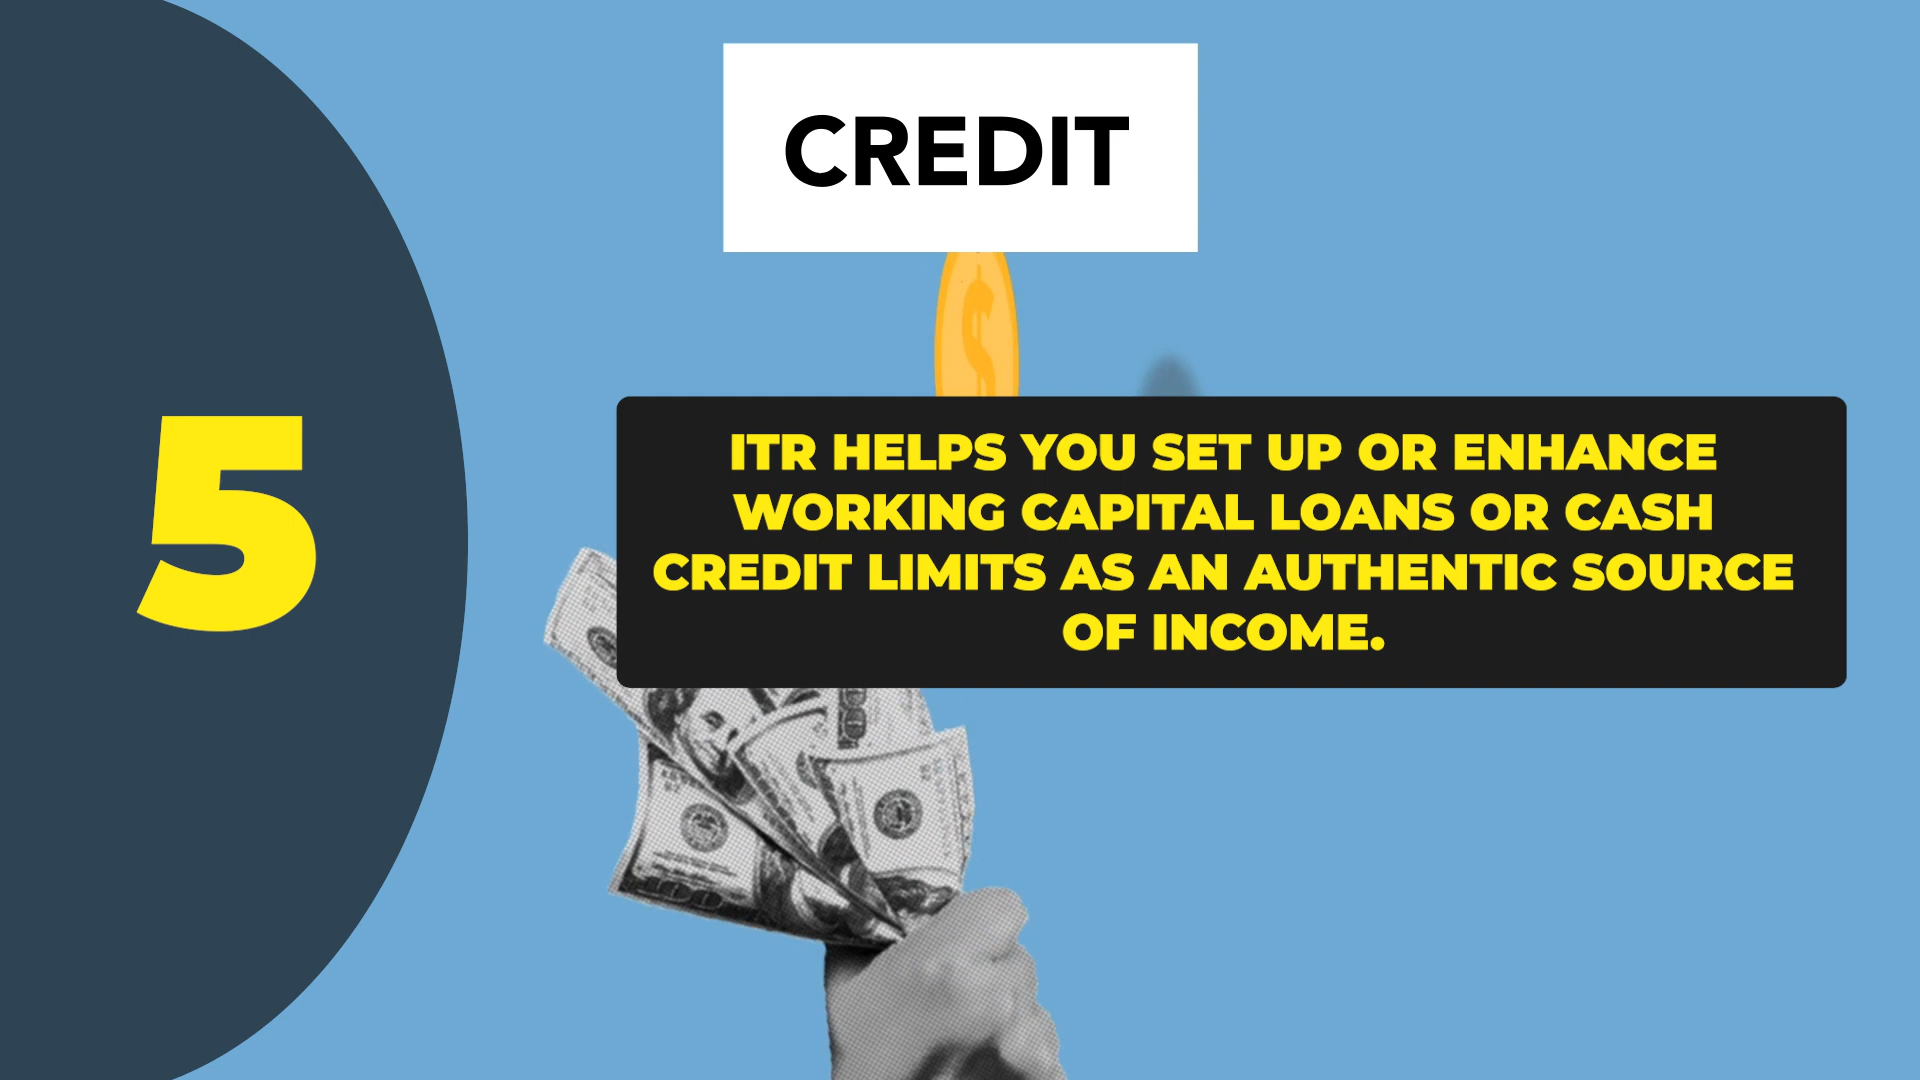 CREDIT
5
ITR HELPS YOU SET UP OR ENHANCE
WORKING CAPITAL LOANS OR CASH
CREDIT LIMITS AS AN AUTHENTIC SOURCE
OF INCOME.
$